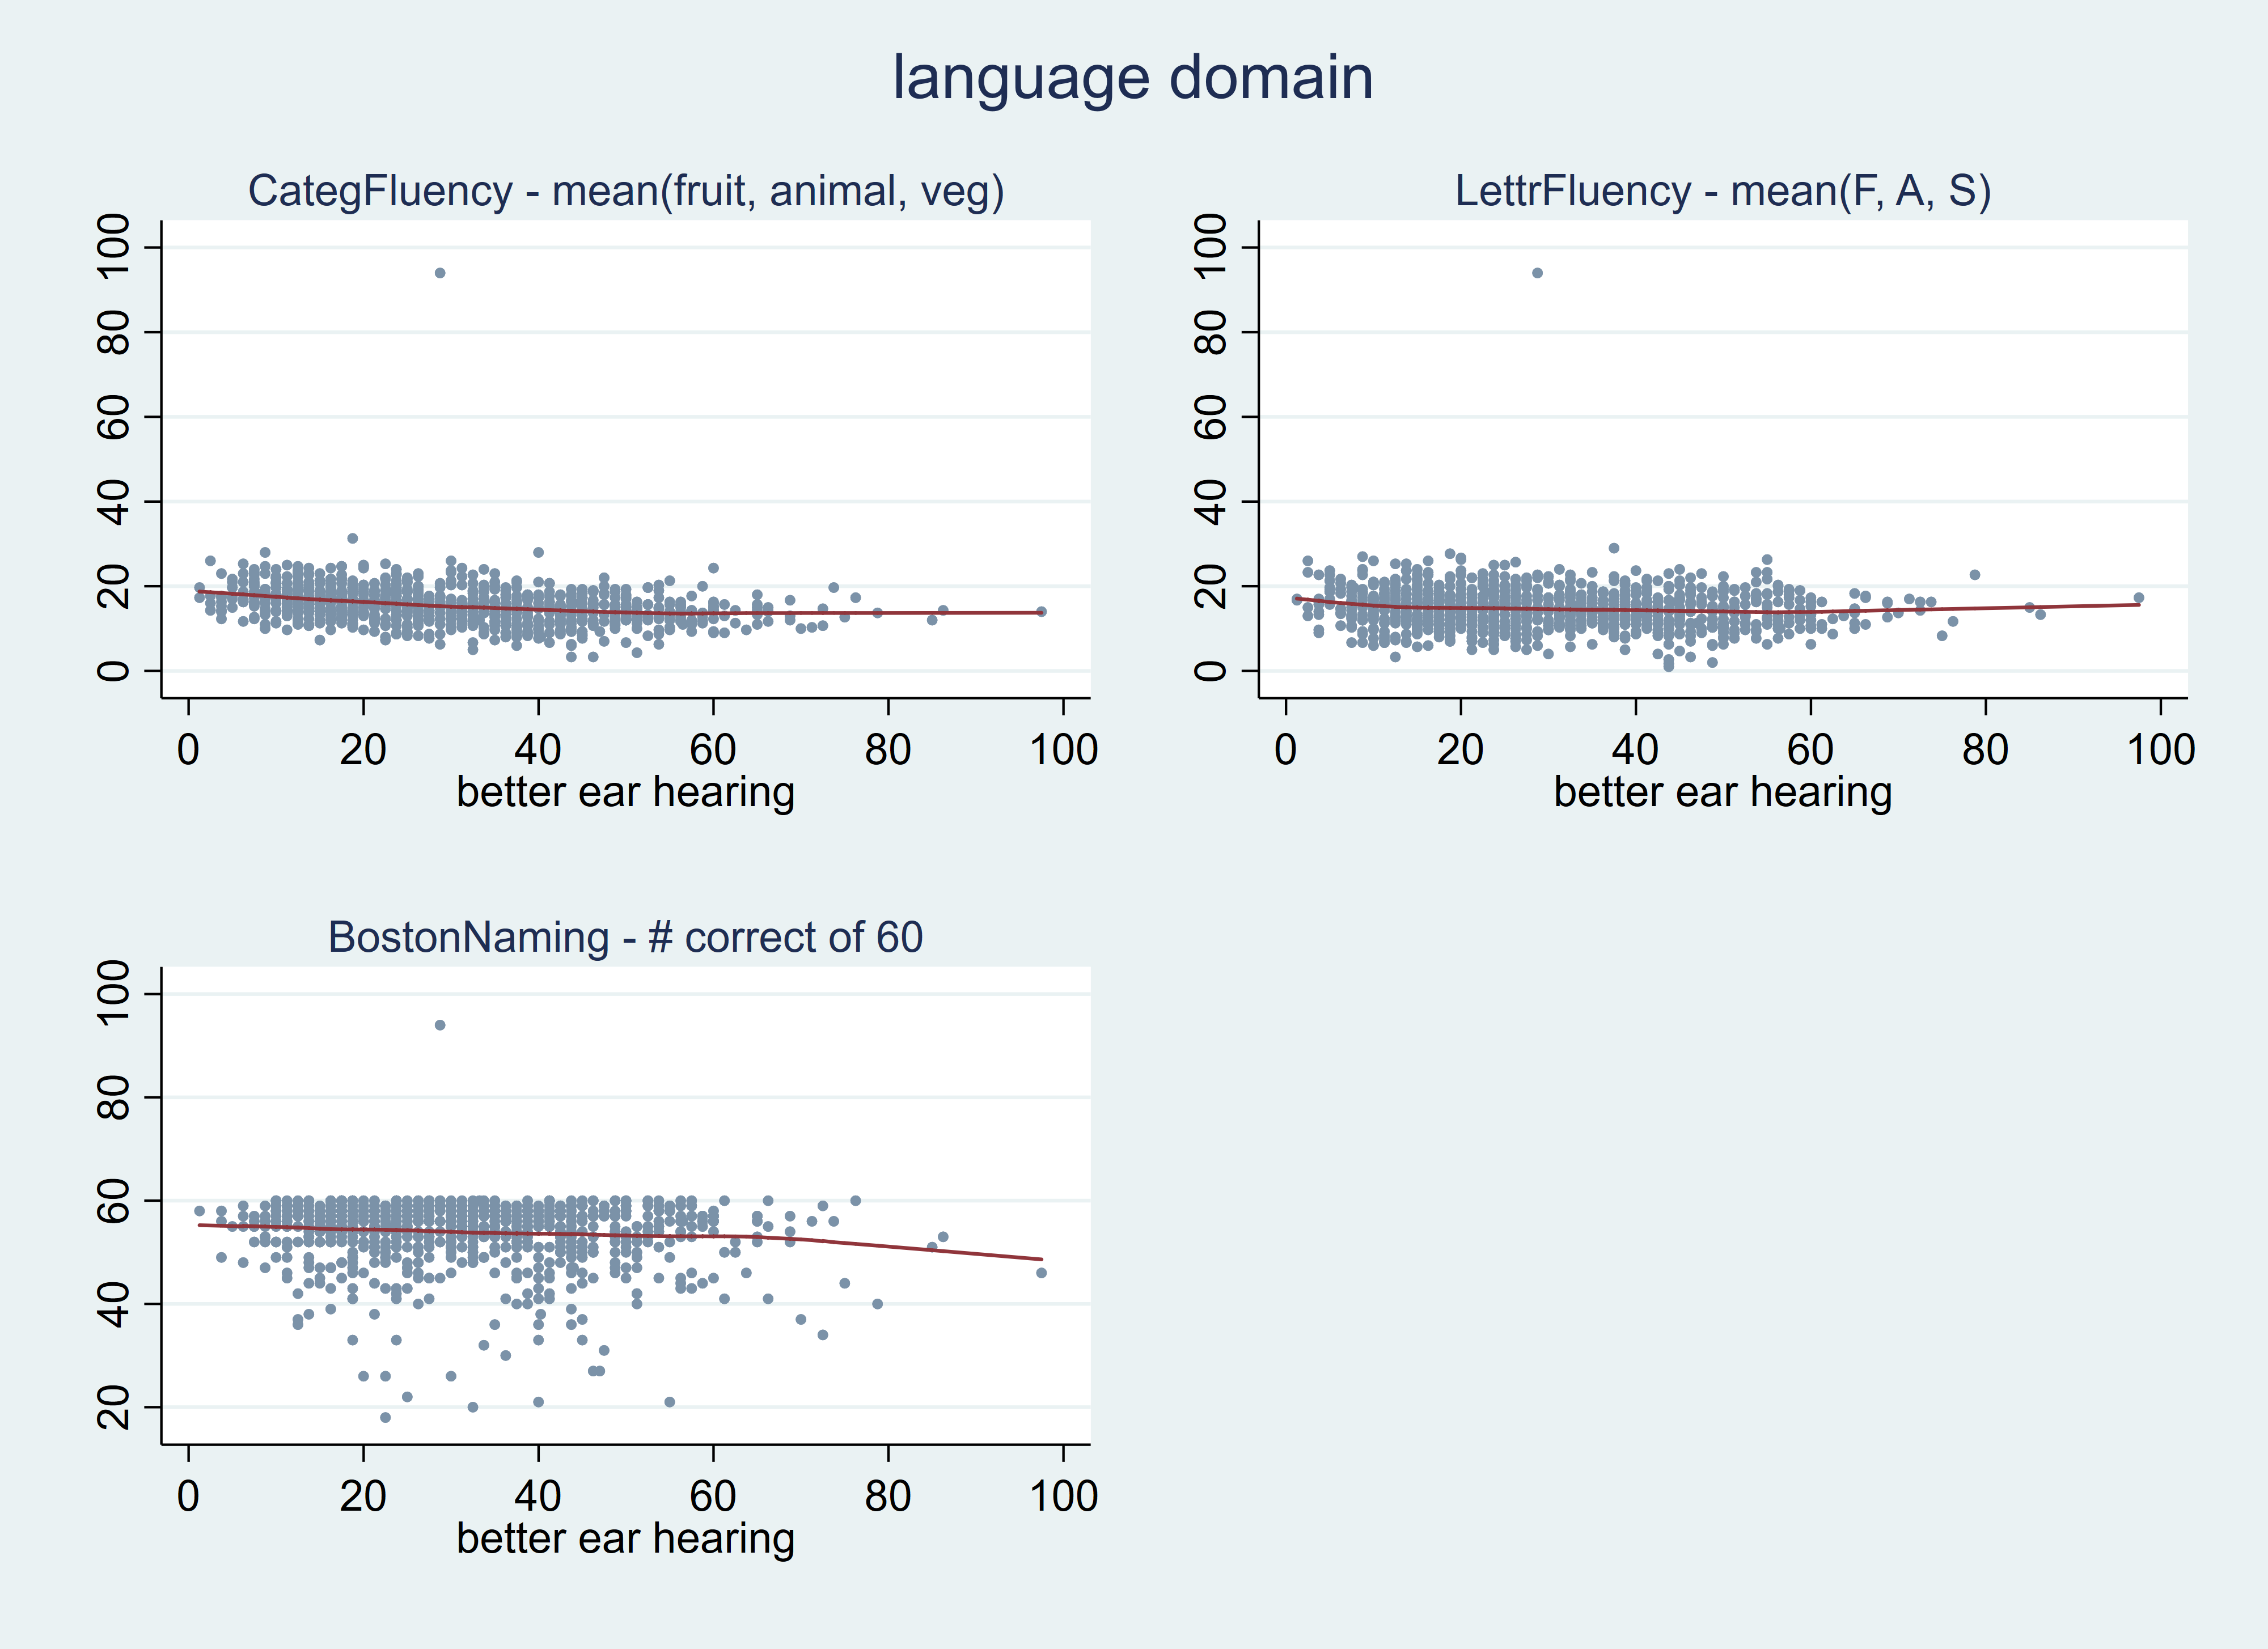 language domain
CategFluency - mean(fruit, animal, veg)
100
80
60
40
20
0
0 20 40 60 80 100
better ear hearing
LettrFluency - mean(F, A, S)
100
80
60
40
20
0
0 20 40 60 80 100
better ear hearing
BostonNaming - # correct of 60
100
80
60
40
20
0 20 40 60 80 100
better ear hearing